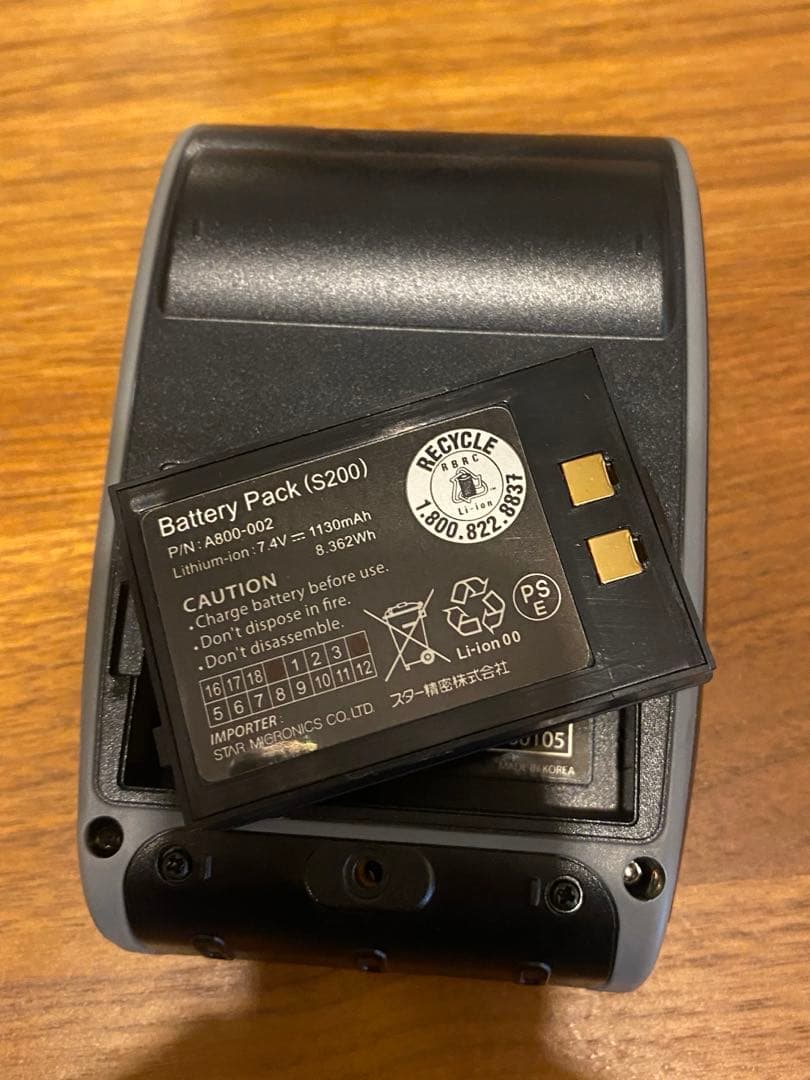 Battery Pack (S200)
P/N: A800-002
Lithium-ion : 7.4V ⎓ 1130mAh
8.362Wh
RECYCLE
RBRC
Li-ion
TM
1.800.822.8837
CAUTION
• Charge battery before use.
• Don't dispose in fire.
• Don't disassemble.
16 17 18 1 2 3
5 6 7 8 9 10 11 12
Li-ion 00
PS
E
IMPORTER :
STAR MICRONICS CO. LTD.
スター精密株式会社
0105
MADE IN KOREA